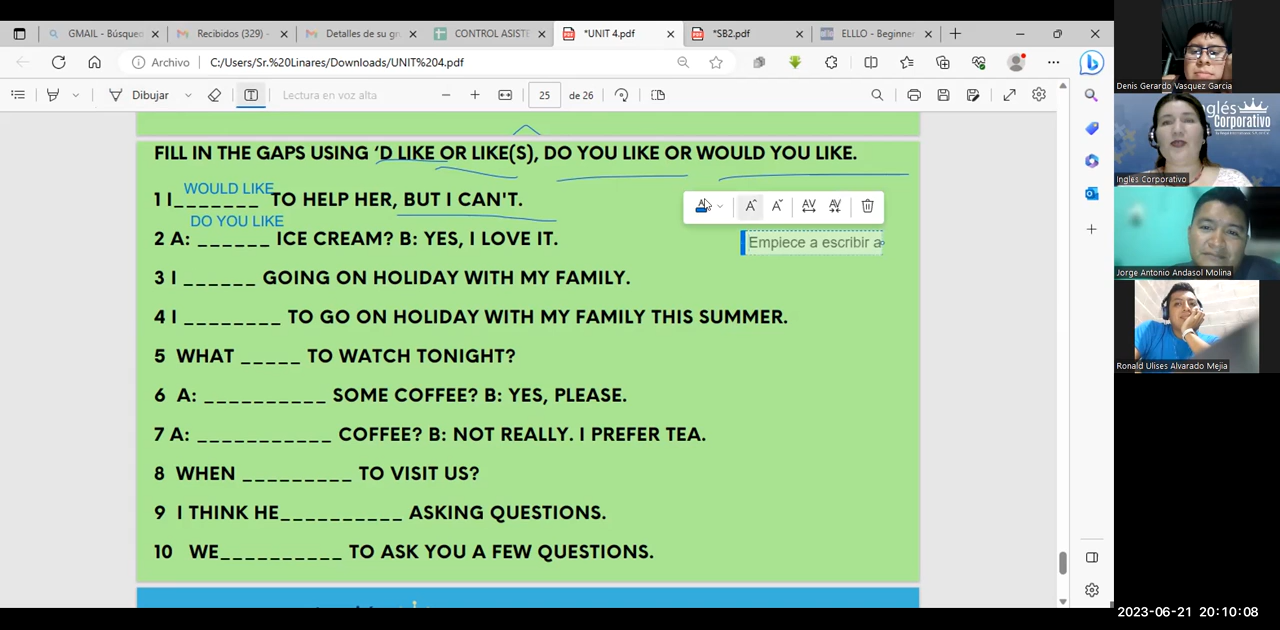 GMAIL - Búsque
Recibidos (329) -
Detalles de su gr
CONTROL ASISTE
*UNIT 4.pdf
*SB2.pdf
ELLLO - Beginner
Archivo
C:/Users/Sr.%20Linares/Downloads/UNIT%204.pdf
Dibujar
Lectura en voz alta
25
de 26
FILL IN THE GAPS USING ‘D LIKE OR LIKE(S), DO YOU LIKE OR WOULD YOU LIKE.
WOULD LIKE
1 I_______ TO HELP HER, BUT I CAN'T.
DO YOU LIKE
2 A: ______ ICE CREAM? B: YES, I LOVE IT.
Empiece a escribir a
3 I ______ GOING ON HOLIDAY WITH MY FAMILY.
4 I ________ TO GO ON HOLIDAY WITH MY FAMILY THIS SUMMER.
5 WHAT _____ TO WATCH TONIGHT?
6 A: __________ SOME COFFEE? B: YES, PLEASE.
7 A: ___________ COFFEE? B: NOT REALLY. I PREFER TEA.
8 WHEN _________ TO VISIT US?
9 I THINK HE__________ ASKING QUESTIONS.
10 WE__________ TO ASK YOU A FEW QUESTIONS.
Denis Gerardo Vasquez Garcia
Inglés
Corporativo
Inglés Corporativo
Jorge Antonio Andasol Molina
Ronald Ulises Alvarado Mejia
2023-06-21 20:10:08